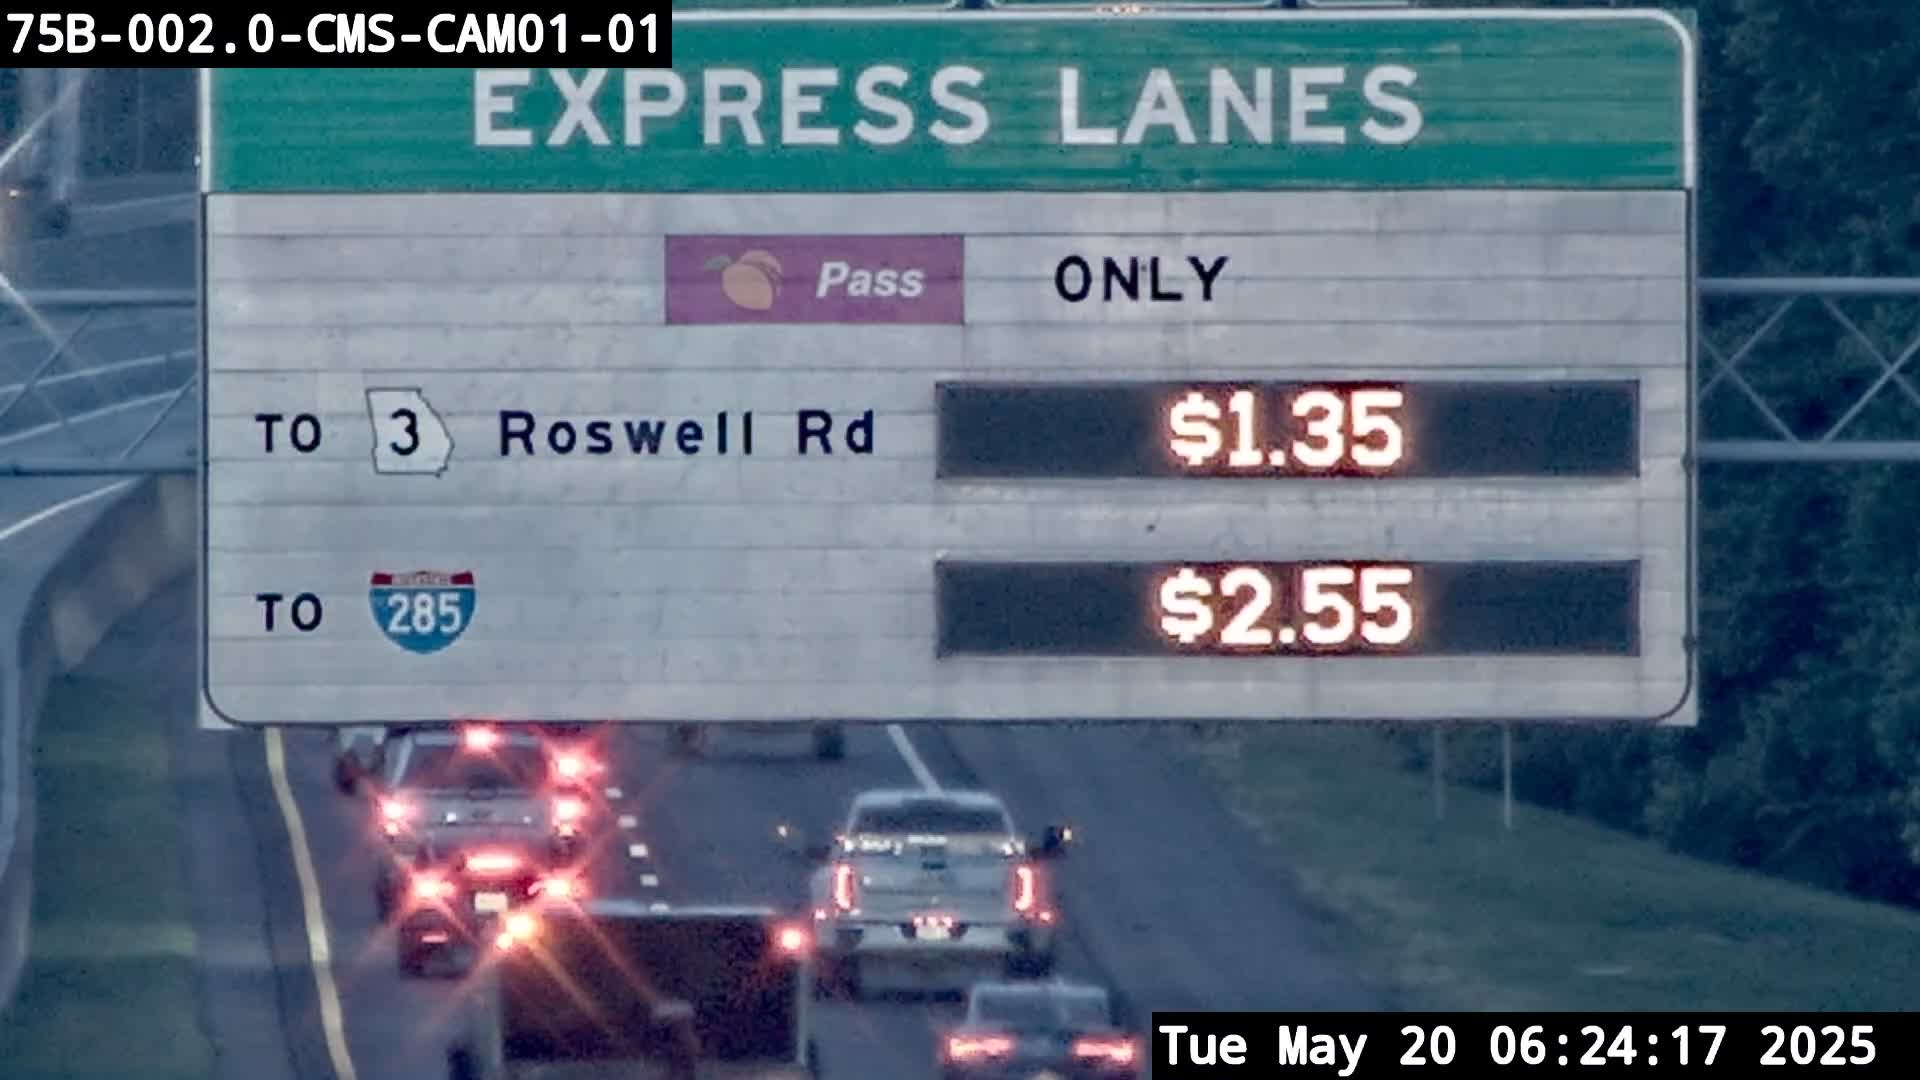 75B-002.0-CMS-CAM01-01
EXPRESS LANES
Pass ONLY
TO 3 Roswell Rd $1.35
TO 285 $2.55
Tue May 20 06:24:17 2025